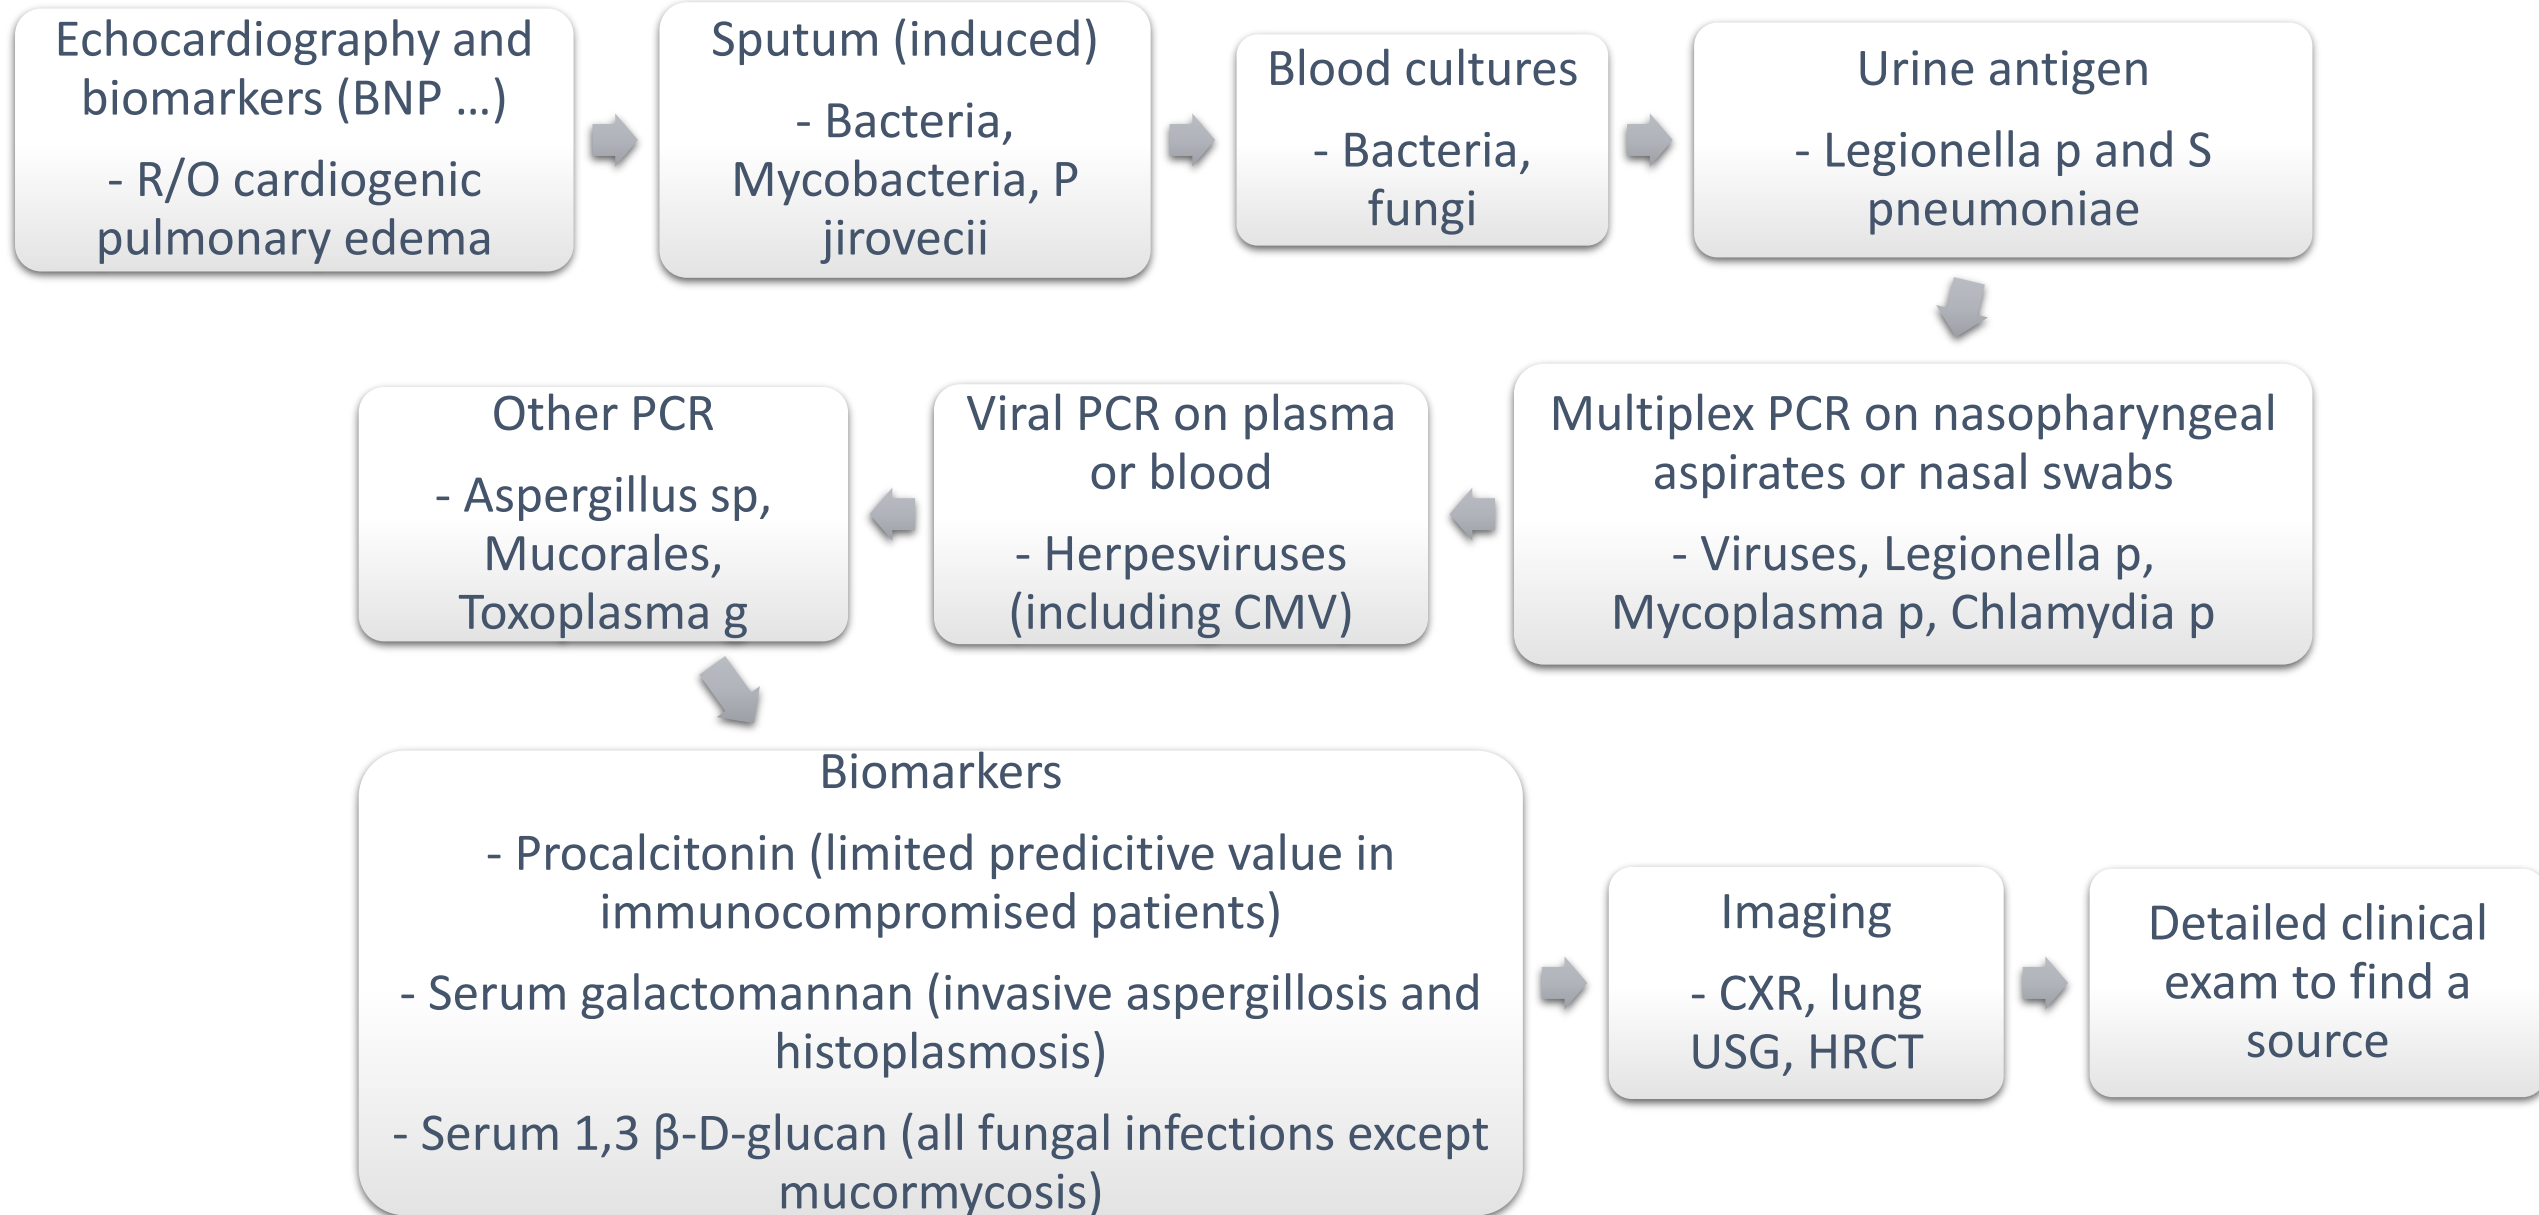 Echocardiography and
biomarkers (BNP ...)
- R/O cardiogenic
pulmonary edema
Sputum (induced)
- Bacteria,
Mycobacteria, P
jirovecii
Blood cultures
- Bacteria,
fungi
Urine antigen
- Legionella p and S
pneumoniae
Multiplex PCR on nasopharyngeal
aspirates or nasal swabs
- Viruses, Legionella p,
Mycoplasma p, Chlamydia p
Viral PCR on plasma
or blood
- Herpesviruses
(including CMV)
Other PCR
- Aspergillus sp,
Mucorales,
Toxoplasma g
Biomarkers
- Procalcitonin (limited predicitive value in
immunocompromised patients)
- Serum galactomannan (invasive aspergillosis and
histoplasmosis)
- Serum 1,3 β-D-glucan (all fungal infections except
mucormycosis)
Imaging
- CXR, lung
USG, HRCT
Detailed clinical
exam to find a
source